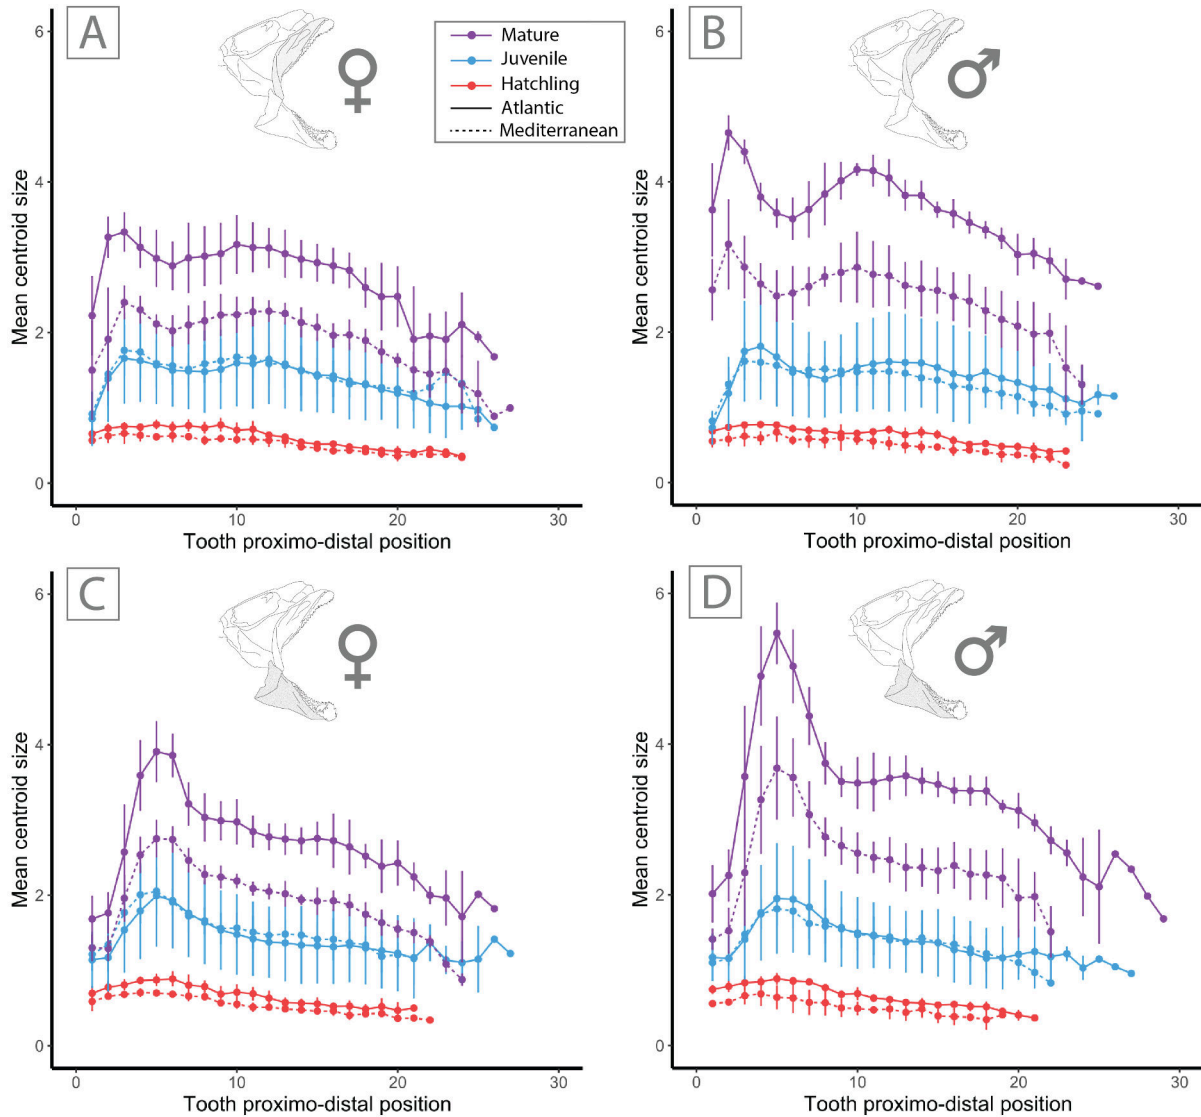 A
Mature
Juvenile
Hatchling
Atlantic
Mediterranean
Mean centroid size
6
4
2
0
0 10 20 30
Tooth proximo-distal position
B
Mean centroid size
6
4
2
0
0 10 20 30
Tooth proximo-distal position
C
Mean centroid size
6
4
2
0
0 10 20 30
Tooth proximo-distal position
D
Mean centroid size
6
4
2
0
0 10 20 30
Tooth proximo-distal position